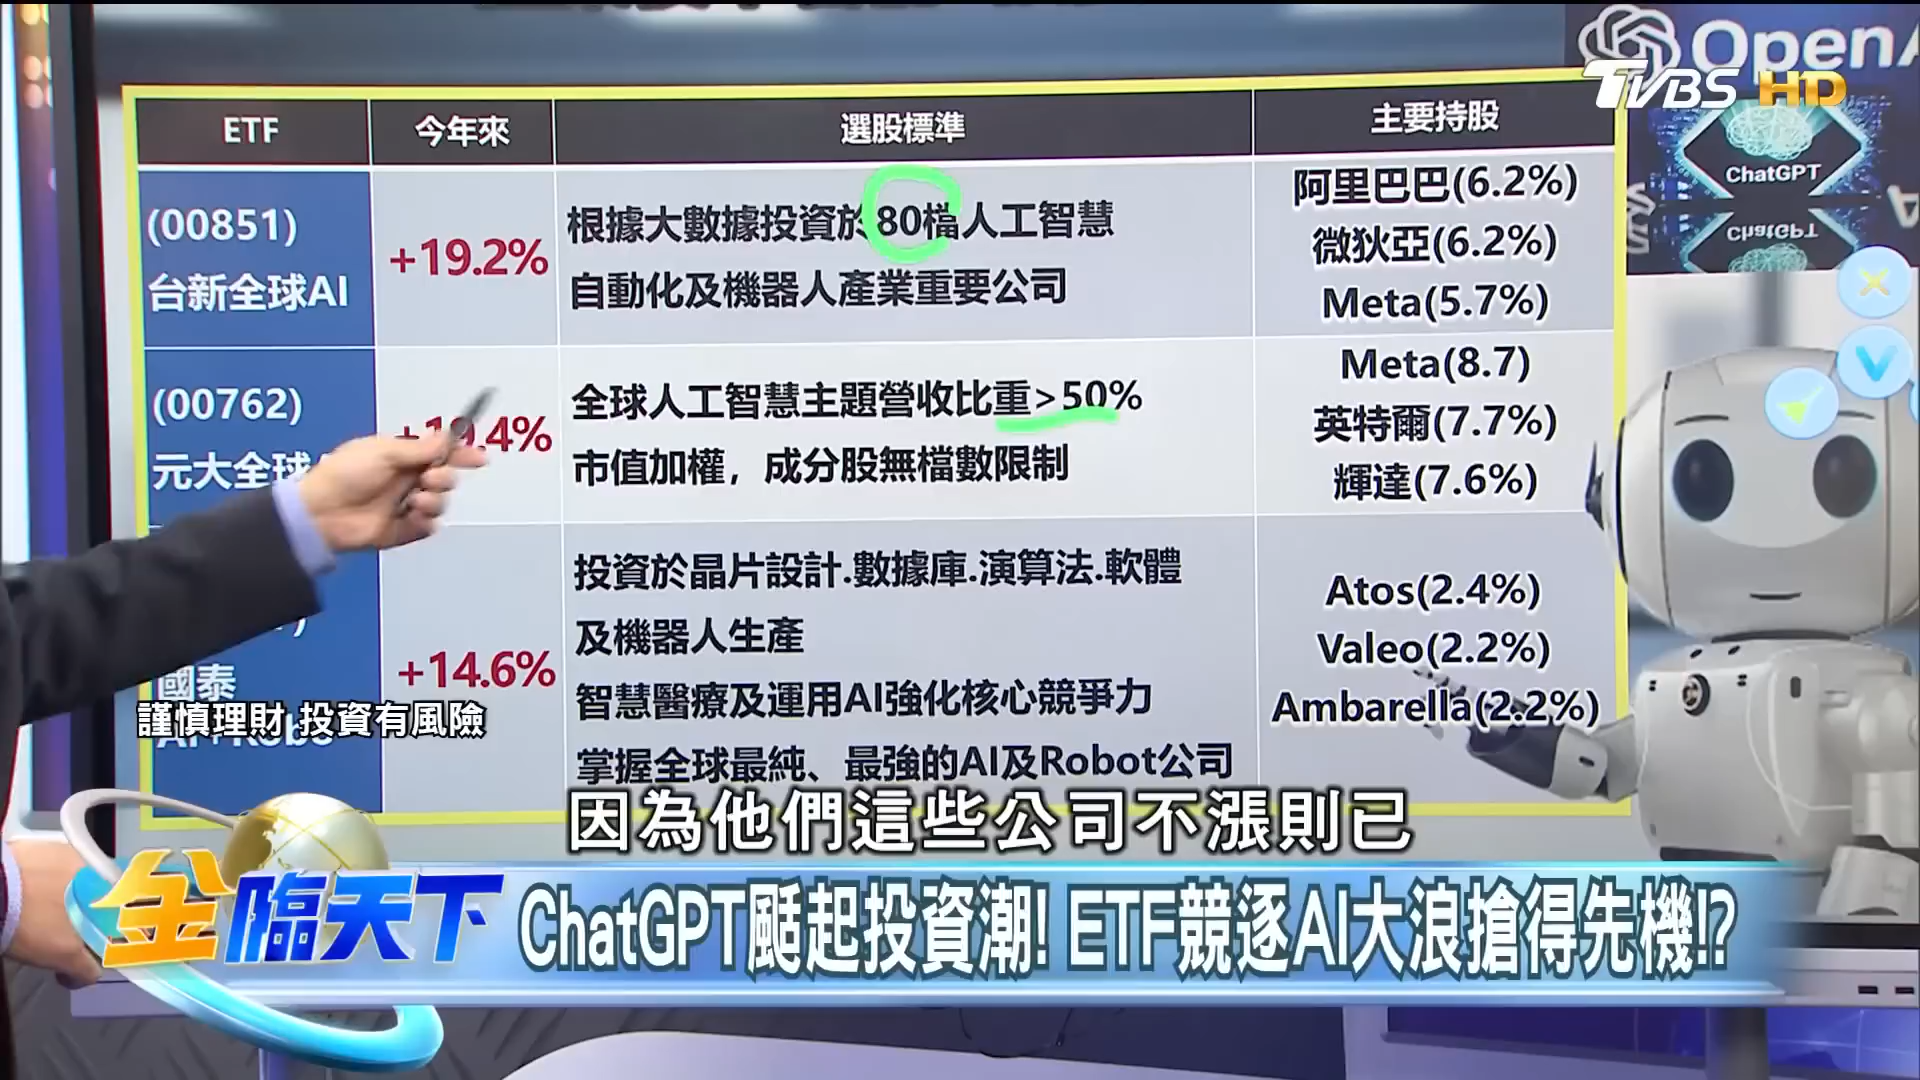 OpenA
TVBS HD
ChatGPT
ETF
今年來
選股標準
主要持股
(00851)
台新全球AI
+19.2%
根據大數據投資於80檔人工智慧
自動化及機器人產業重要公司
阿里巴巴(6.2%)
微狄亞(6.2%)
Meta(5.7%)
(00762)
元大全球
.4%
全球人工智慧主題營收比重>50%
市值加權，成分股無檔數限制
Meta(8.7)
英特爾(7.7%)
輝達(7.6%)
國泰
+14.6%
投資於晶片設計.數據庫.演算法.軟體
及機器人生產
智慧醫療及運用AI強化核心競爭力
掌握全球最純、最強的AI及Robot公司
Atos(2.4%)
Valeo(2.2%)
Ambarella(2.2%)
謹慎理財 投資有風險
因為他們這些公司不漲則已
金臨天下
ChatGPT颳起投資潮! ETF競逐AI大浪搶得先機!?